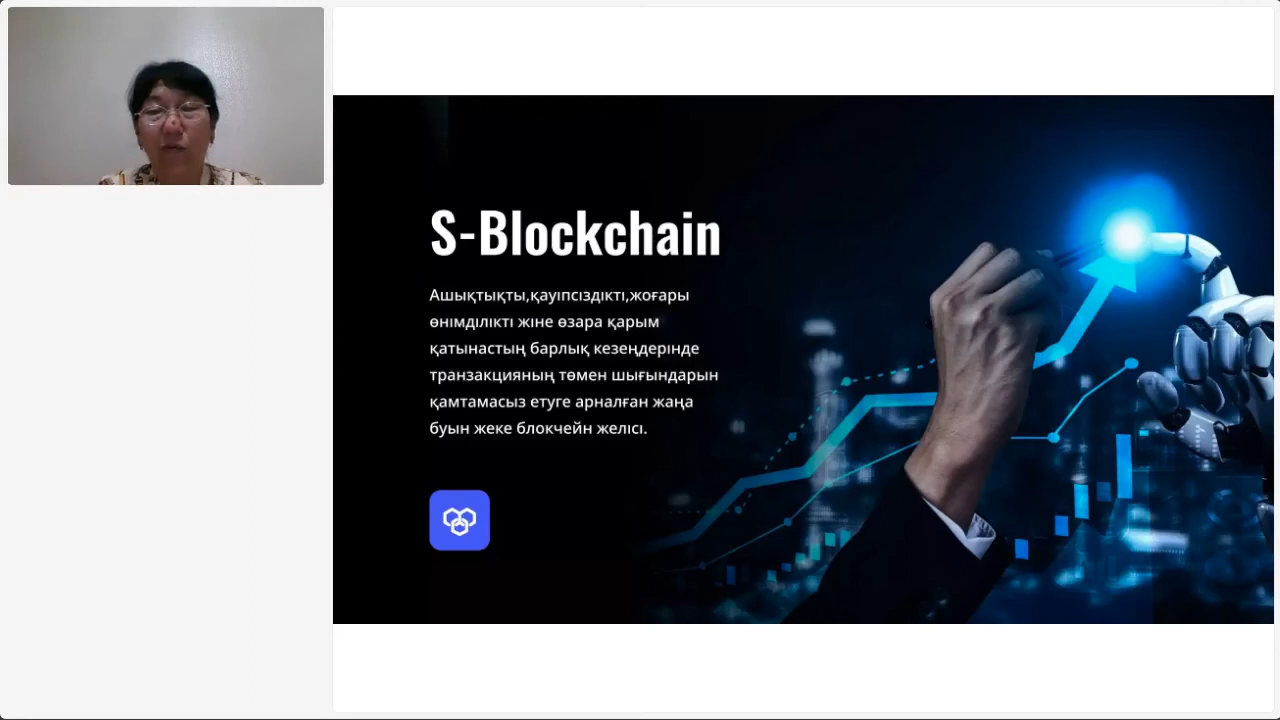 S-Blockchain
Ашықтықты,қауіпсіздікті,жоғары
өнімділікті жіне өзара қарым
қатынастың барлық кезеңдерінде
транзакцияның төмен шығындарын
қамтамасыз етуге арналған жаңа
буын жеке блокчейн желісі.